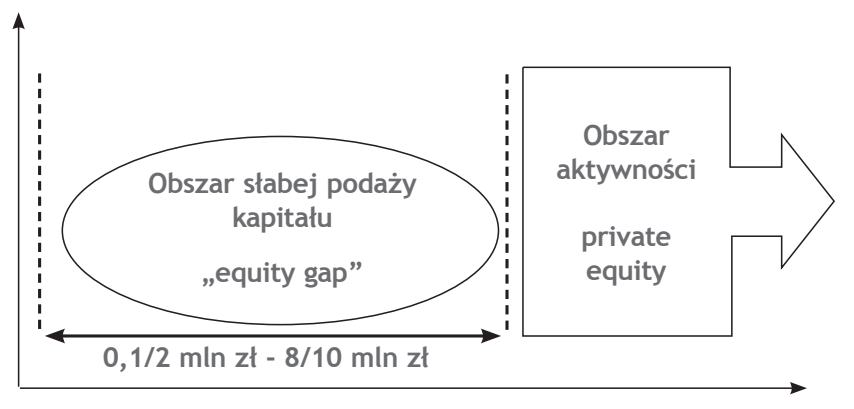 Obszar słabej podaży
kapitału
„equity gap”
0,1/2 mln zł - 8/10 mln zł
Obszar
aktywności
private
equity